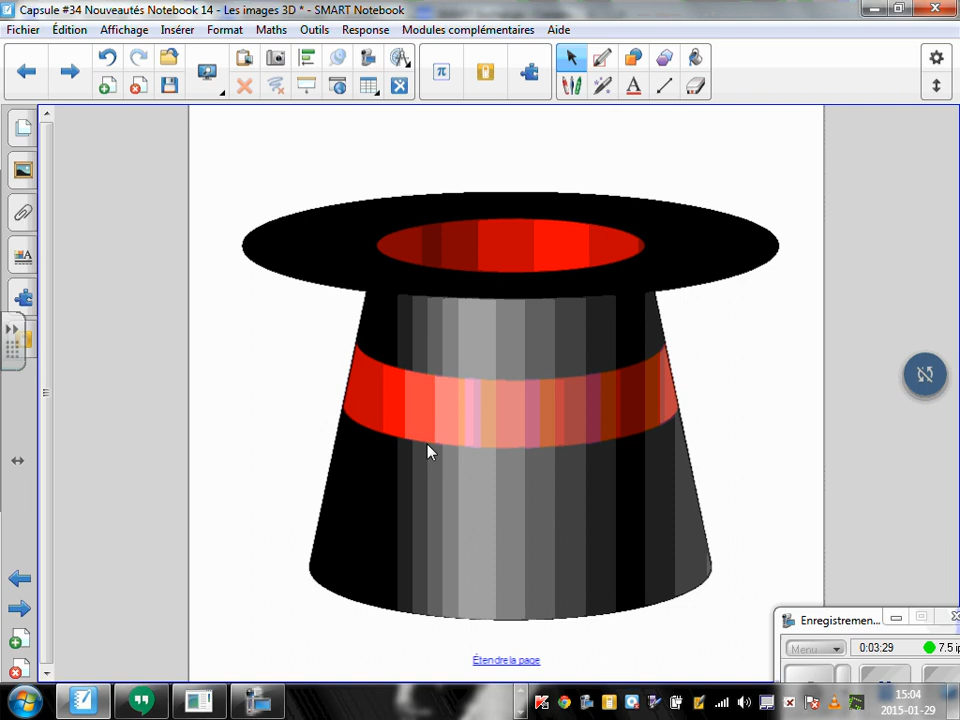 Capsule #34 Nouveautés Notebook 14 - Les images 3D * - SMART Notebook
Fichier Édition Affichage Insérer Format Maths Outils Response Modules complémentaires Aide
Étendre la page
Enregistremen...
Menu 0:03:29 7.5 ip
15:04
2015-01-29